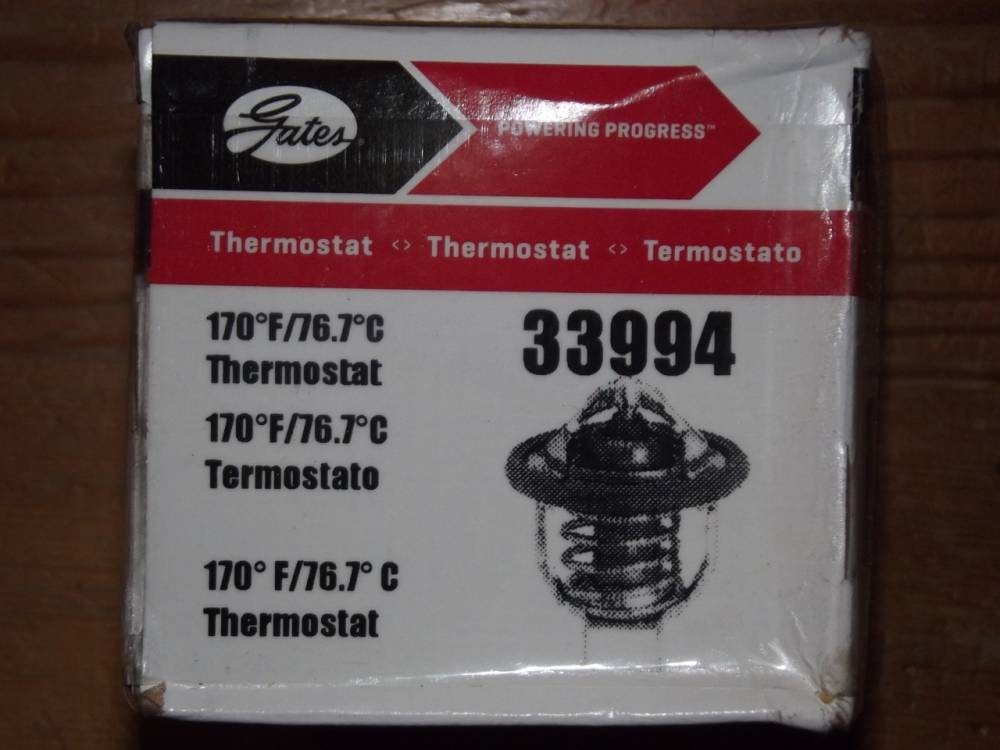 Gates
POWERING PROGRESS™
Thermostat <> Thermostat <> Termostato
170°F/76.7°C
Thermostat
33994
170°F/76.7°C
Termostato
170° F/76.7° C
Thermostat